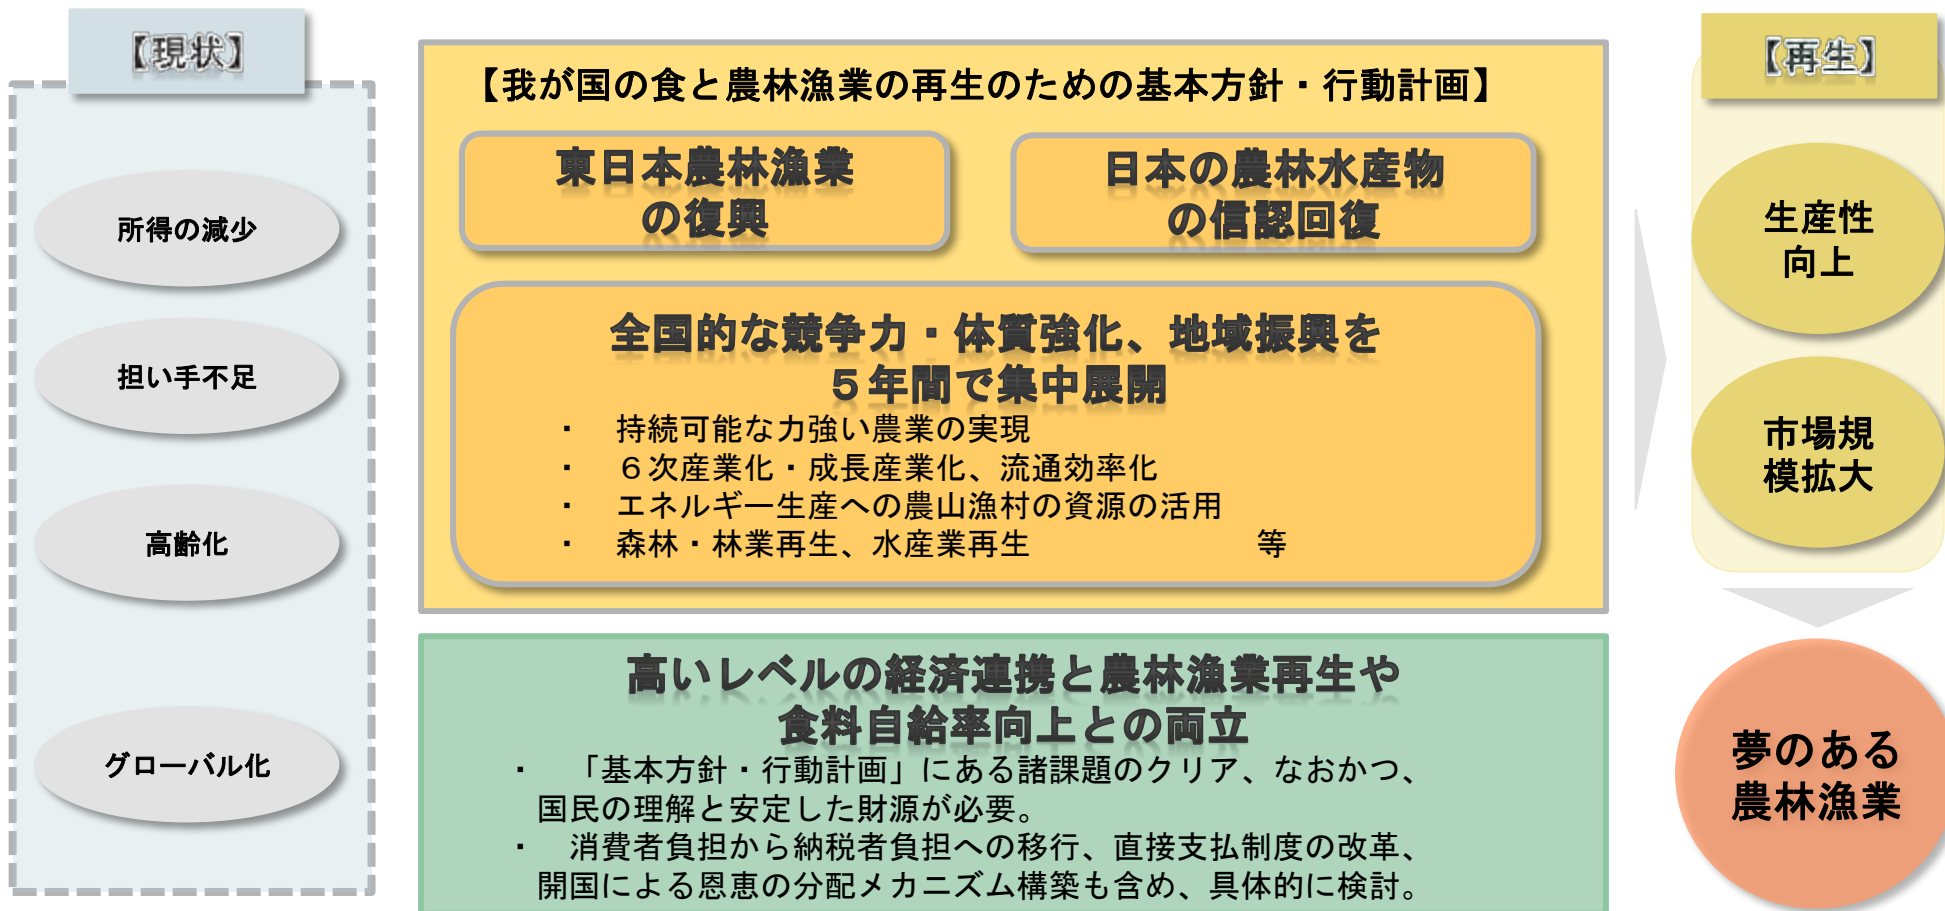 【現状】
所得の減少
担い手不足
高齢化
グローバル化
【我が国の食と農林漁業の再生のための基本方針・行動計画】
東日本農林漁業
の復興
日本の農林水産物
の信認回復
全国的な競争力・体質強化、地域振興を
５年間で集中展開
・　持続可能な力強い農業の実現
・　６次産業化・成長産業化、流通効率化
・　エネルギー生産への農山漁村の資源の活用
・　森林・林業再生、水産業再生　　　　　　　等
高いレベルの経済連携と農林漁業再生や
食料自給率向上との両立
・　「基本方針・行動計画」にある諸課題のクリア、なおかつ、
国民の理解と安定した財源が必要。
・　消費者負担から納税者負担への移行、直接支払制度の改革、
開国による恩恵の分配メカニズム構築も含め、具体的に検討。
【再生】
生産性
向上
市場規
模拡大
夢のある
農林漁業